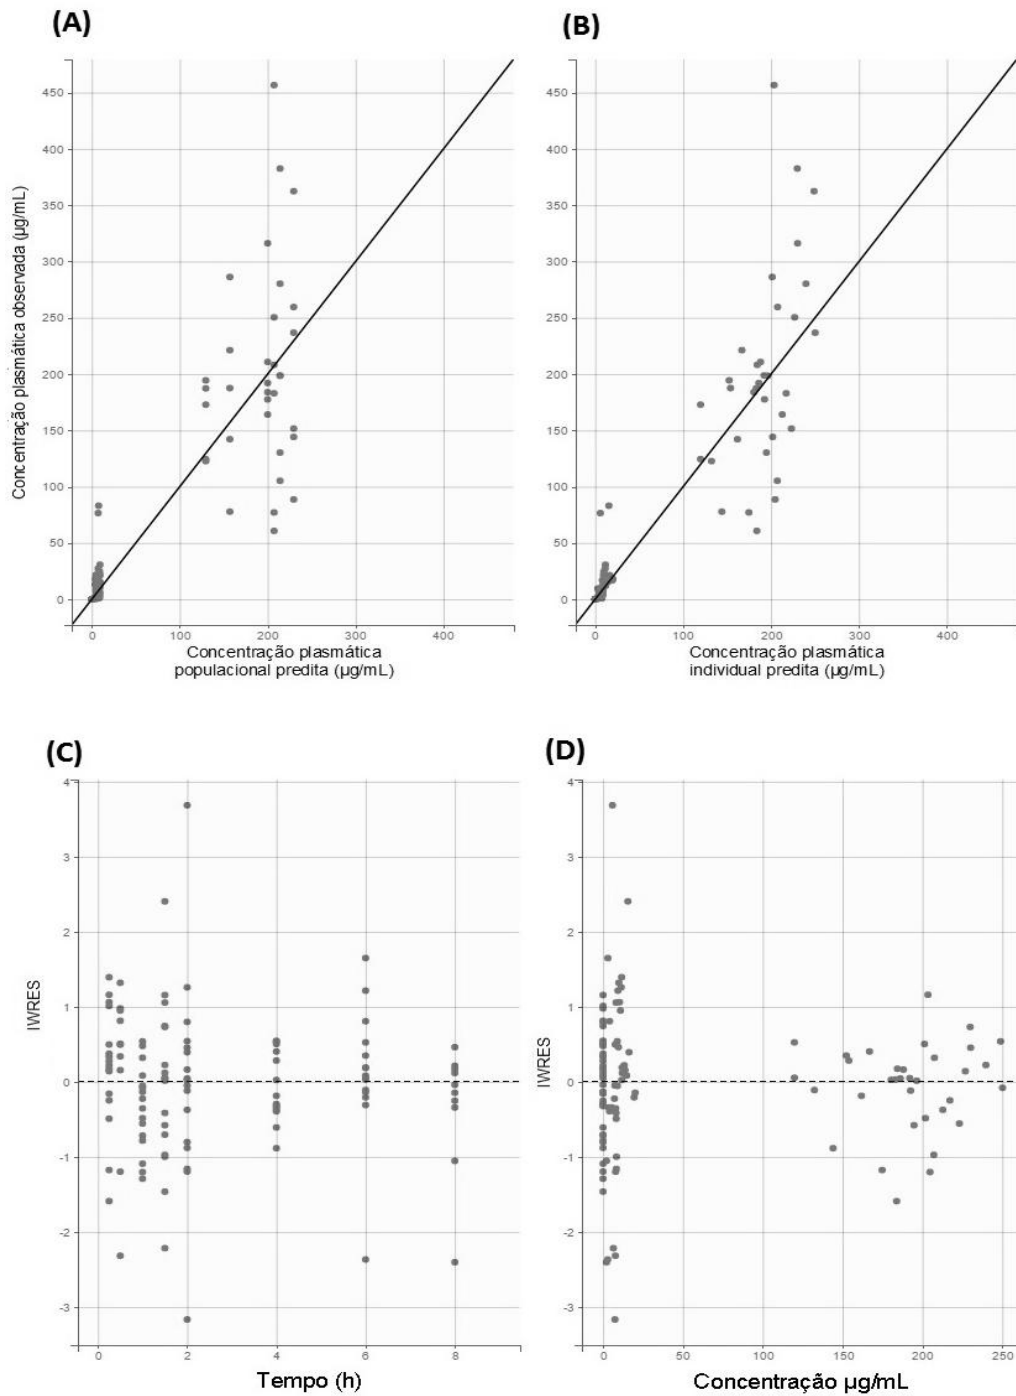 (A)
(B)
450
400
350
300
250
200
150
100
50
0
0 100 200 300 400
Concentração plasmática observada (µg/mL)
Concentração plasmática
populacional predita (µg/mL)
450
400
350
300
250
200
150
100
50
0
0 100 200 300 400
Concentração plasmática
individual predita (µg/mL)
(C)
(D)
4
3
2
1
0
-1
-2
-3
IWRES
0 2 4 6 8
Tempo (h)
4
3
2
1
0
-1
-2
-3
IWRES
0 50 100 150 200 250
Concentração µg/mL